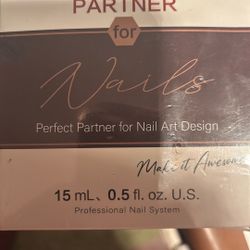 PARTNER
for
Nails
Perfect Partner for Nail Art Design
Make it Awesome
15 mL、0.5 fl. oz. U.S.
Professional Nail System